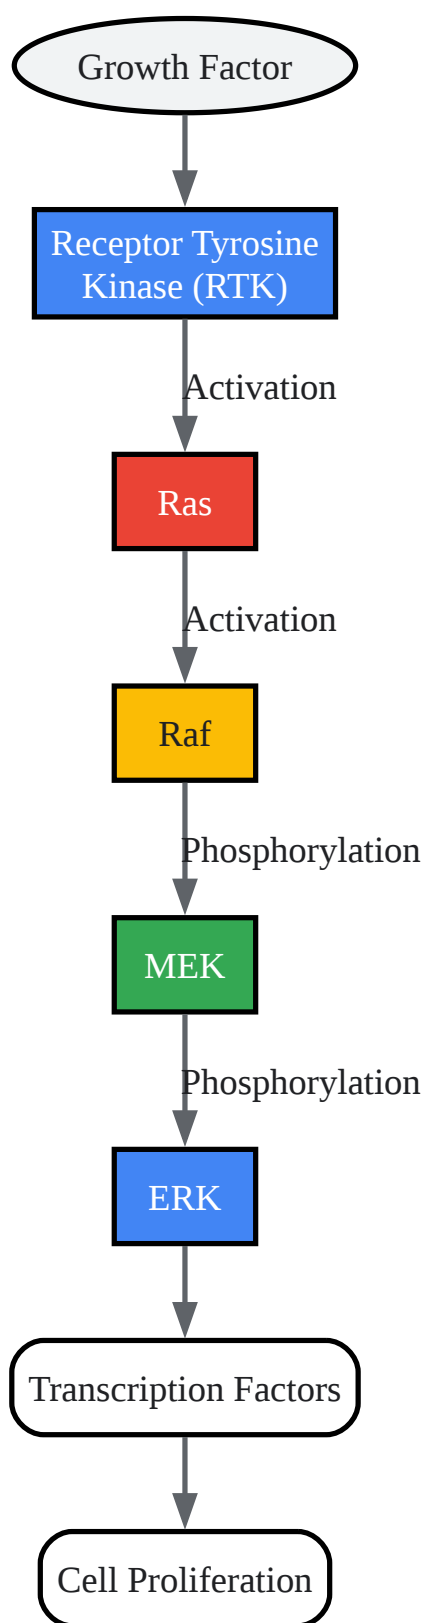 Growth Factor
Receptor Tyrosine
Kinase (RTK)
Activation
Ras
Activation
Raf
Phosphorylation
MEK
Phosphorylation
ERK
Transcription Factors
Cell Proliferation